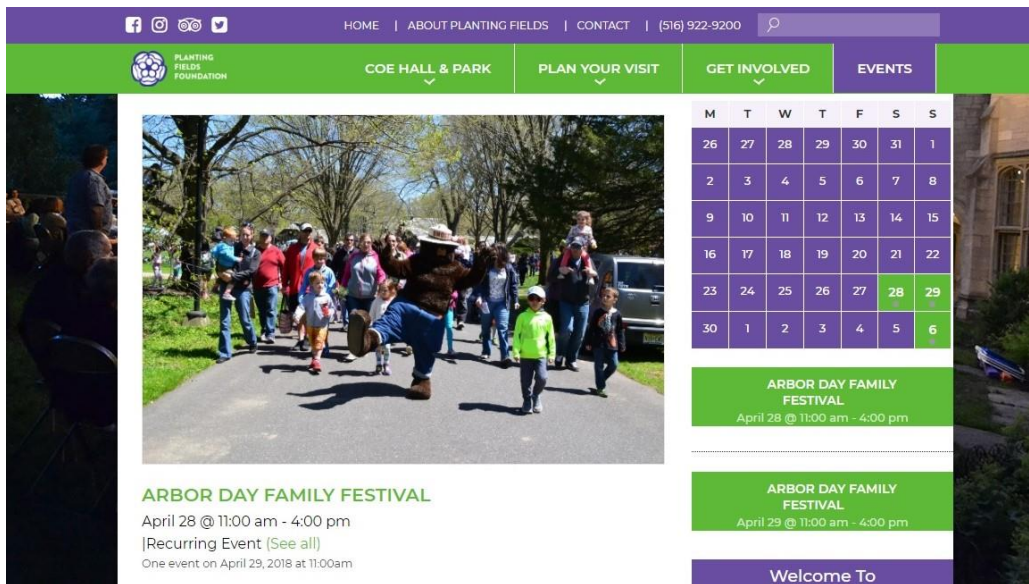 HOME | ABOUT PLANTING FIELDS | CONTACT | (516) 922-9200
PLANTING
FIELDS
FOUNDATION
COE HALL & PARK
PLAN YOUR VISIT
GET INVOLVED
EVENTS
M T W T F S S
26 27 28 29 30 31 1
2 3 4 5 6 7 8
9 10 11 12 13 14 15
16 17 18 19 20 21 22
23 24 25 26 27 28 29
30 1 2 3 4 5 6
ARBOR DAY FAMILY
FESTIVAL
April 28 @ 11:00 am - 4:00 pm
ARBOR DAY FAMILY
FESTIVAL
April 29 @ 11:00 am - 4:00 pm
Welcome To
ARBOR DAY FAMILY FESTIVAL
April 28 @ 11:00 am - 4:00 pm
|Recurring Event (See all)
One event on April 29, 2018 at 11:00am